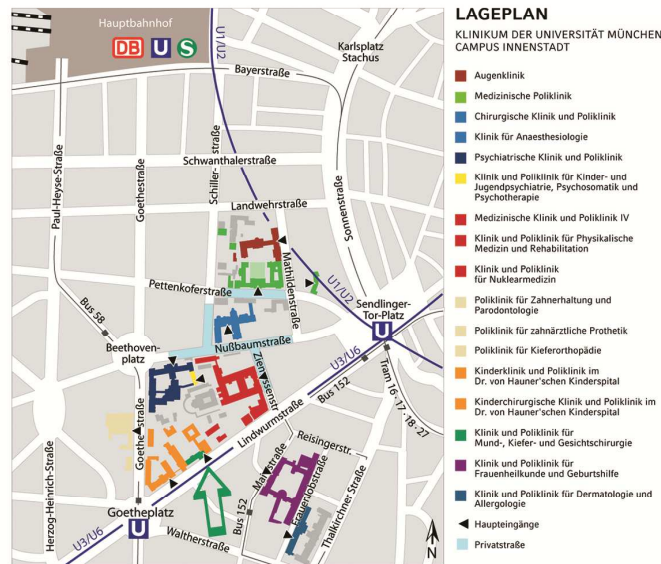 LAGEPLAN
KLINIKUM DER UNIVERSITÄT MÜNCHEN
CAMPUS INNENSTADT
Augenklinik
Medizinische Poliklinik
Chirurgische Klinik und Poliklinik
Klinik für Anaesthesiologie
Psychiatrische Klinik und Poliklinik
Klinik und Poliklinik für Kinder- und
Jugendpsychiatrie, Psychosomatik und
Psychotherapie
Medizinische Klinik und Poliklinik IV
Klinik und Poliklinik für Physikalische
Medizin und Rehabilitation
Klinik und Poliklinik
für Nuklearmedizin
Poliklinik für Zahnerhaltung und
Parodontologie
Poliklinik für zahnärztliche Prothetik
Poliklinik für Kieferorthopädie
Kinderklinik und Poliklinik im
Dr. von Hauner'schen Kinderspital
Kinderchirurgische Klinik und Poliklinik im
Dr. von Hauner'schen Kinderspital
Klinik und Poliklinik für
Mund-, Kiefer- und Gesichtschirurgie
Klinik und Poliklinik für
Frauenheilkunde und Geburtshilfe
Klinik und Poliklinik für Dermatologie und
Allergologie
Haupteingänge
Privatstraße
Hauptbahnhof
DB U S
U1/U2
Karlsplatz
Stachus
Bayerstraße
Paul-Heyse-Straße
Goethestraße
Schiller-
straße
Schwanthalerstraße
Landwehrstraße
Sonnenstraße
Mathildenstraße
Pettenkoferstraße
U1/U2
Sendlinger-
Tor-Platz
U
Bus 58
Beethoven-
platz
Nußbaumstraße
U3/U6
Ziemssenstr
Bus 152
Tram 16·17·18·27
Lindwurmstraße
Goethestraße
Reisingerstr.
Maistraße
Frauenlobstraße
Thalkirchner Straße
Herzog-Heinrich-Straße
Goetheplatz
U
U3/U6
Waltherstraße
Bus 152
N